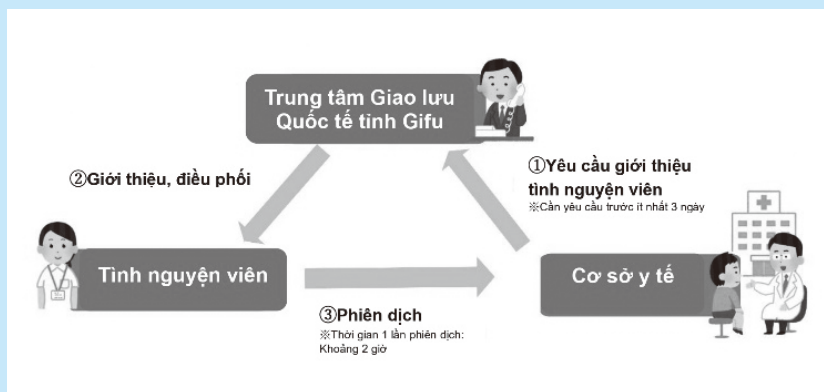 Trung tâm Giao lưu
Quốc tế tỉnh Gifu
①Yêu cầu giới thiệu
tình nguyện viên
※Cần yêu cầu trước ít nhất 3 ngày
②Giới thiệu, điều phối
Tình nguyện viên
Cơ sở y tế
③Phiên dịch
※Thời gian 1 lần phiên dịch:
Khoảng 2 giờ